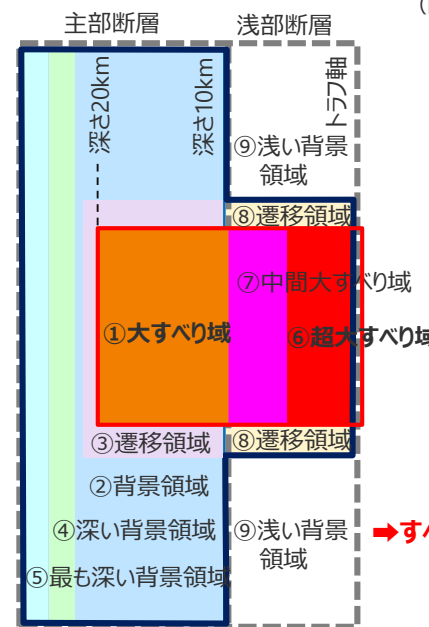 主部断層
浅部断層
深さ20km
深さ10km
トラフ軸
⑨浅い背景
領域
⑧遷移領域
⑦中間大すべり域
①大すべり域
⑥超大すべり域
③遷移領域
⑧遷移領域
②背景領域
④深い背景領域
⑨浅い背景
領域
➡す
⑤最も深い背景領域